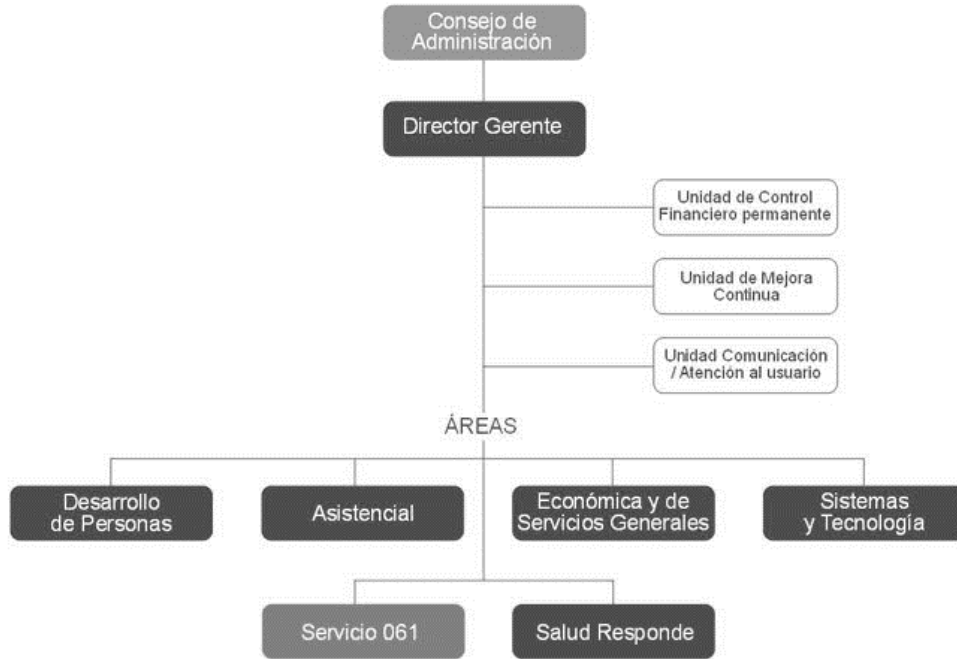 Consejo de
Administración
Director Gerente
Unidad de Control
Financiero permanente
Unidad de Mejora
Continua
Unidad Comunicación
/ Atención al usuario
ÁREAS
Desarrollo
de Personas
Asistencial
Económica y de
Servicios Generales
Sistemas
y Tecnología
Servicio 061
Salud Responde